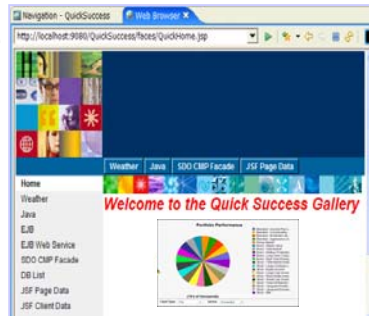 Navigation - QuickSuccess Web Browser
http://localhost:9080/QuickSuccess/faces/QuickHome.jsp
Weather Java SDO CMP Facade JSF Page Data
Home
Weather
Java
EJB
EJB Web Service
SDO CMP Facade
DB List
JSF Page Data
JSF Client Data
Welcome to the Quick Success Gallery
Portfolio Performance